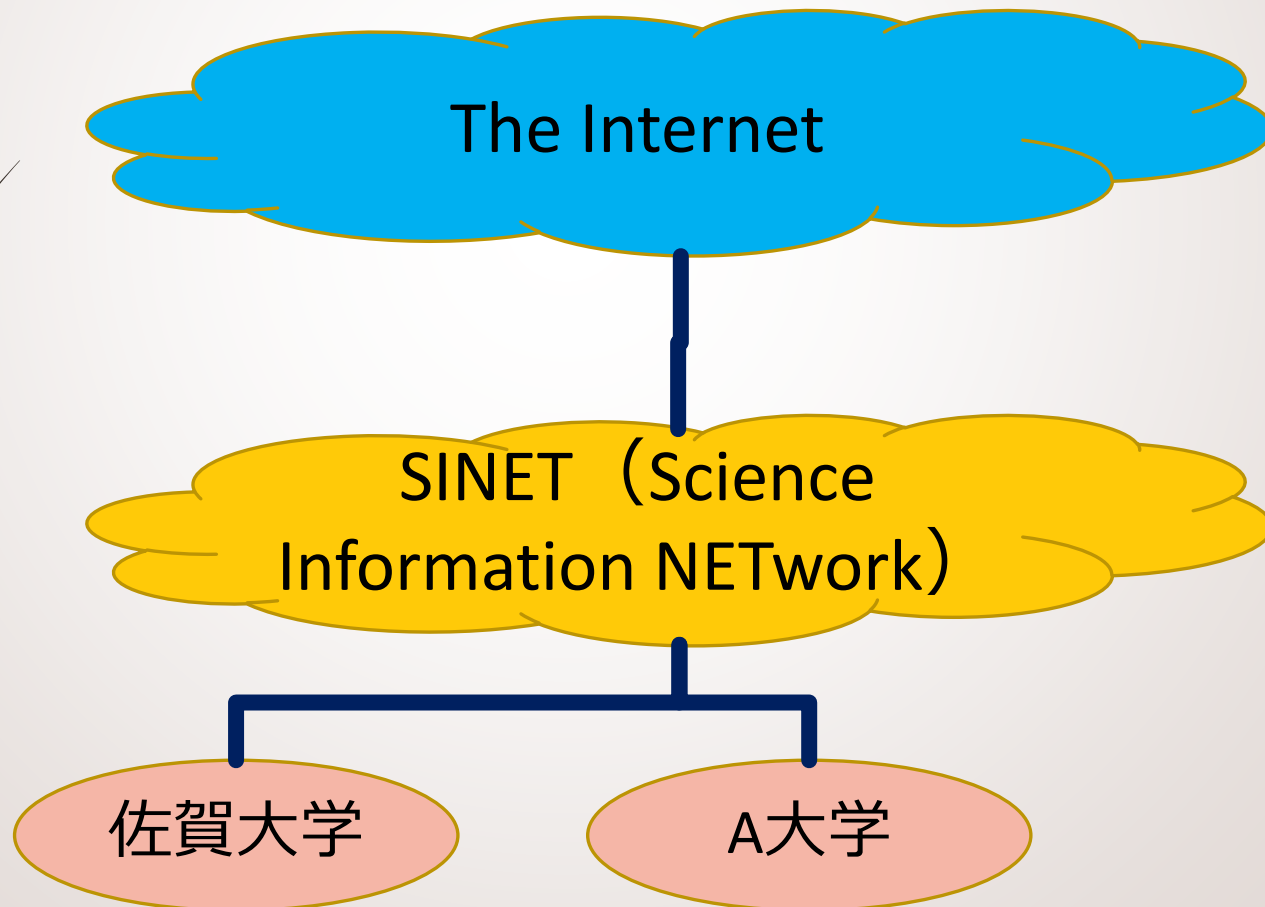 The Internet
SINET（Science
Information NETwork）
佐賀大学
A大学